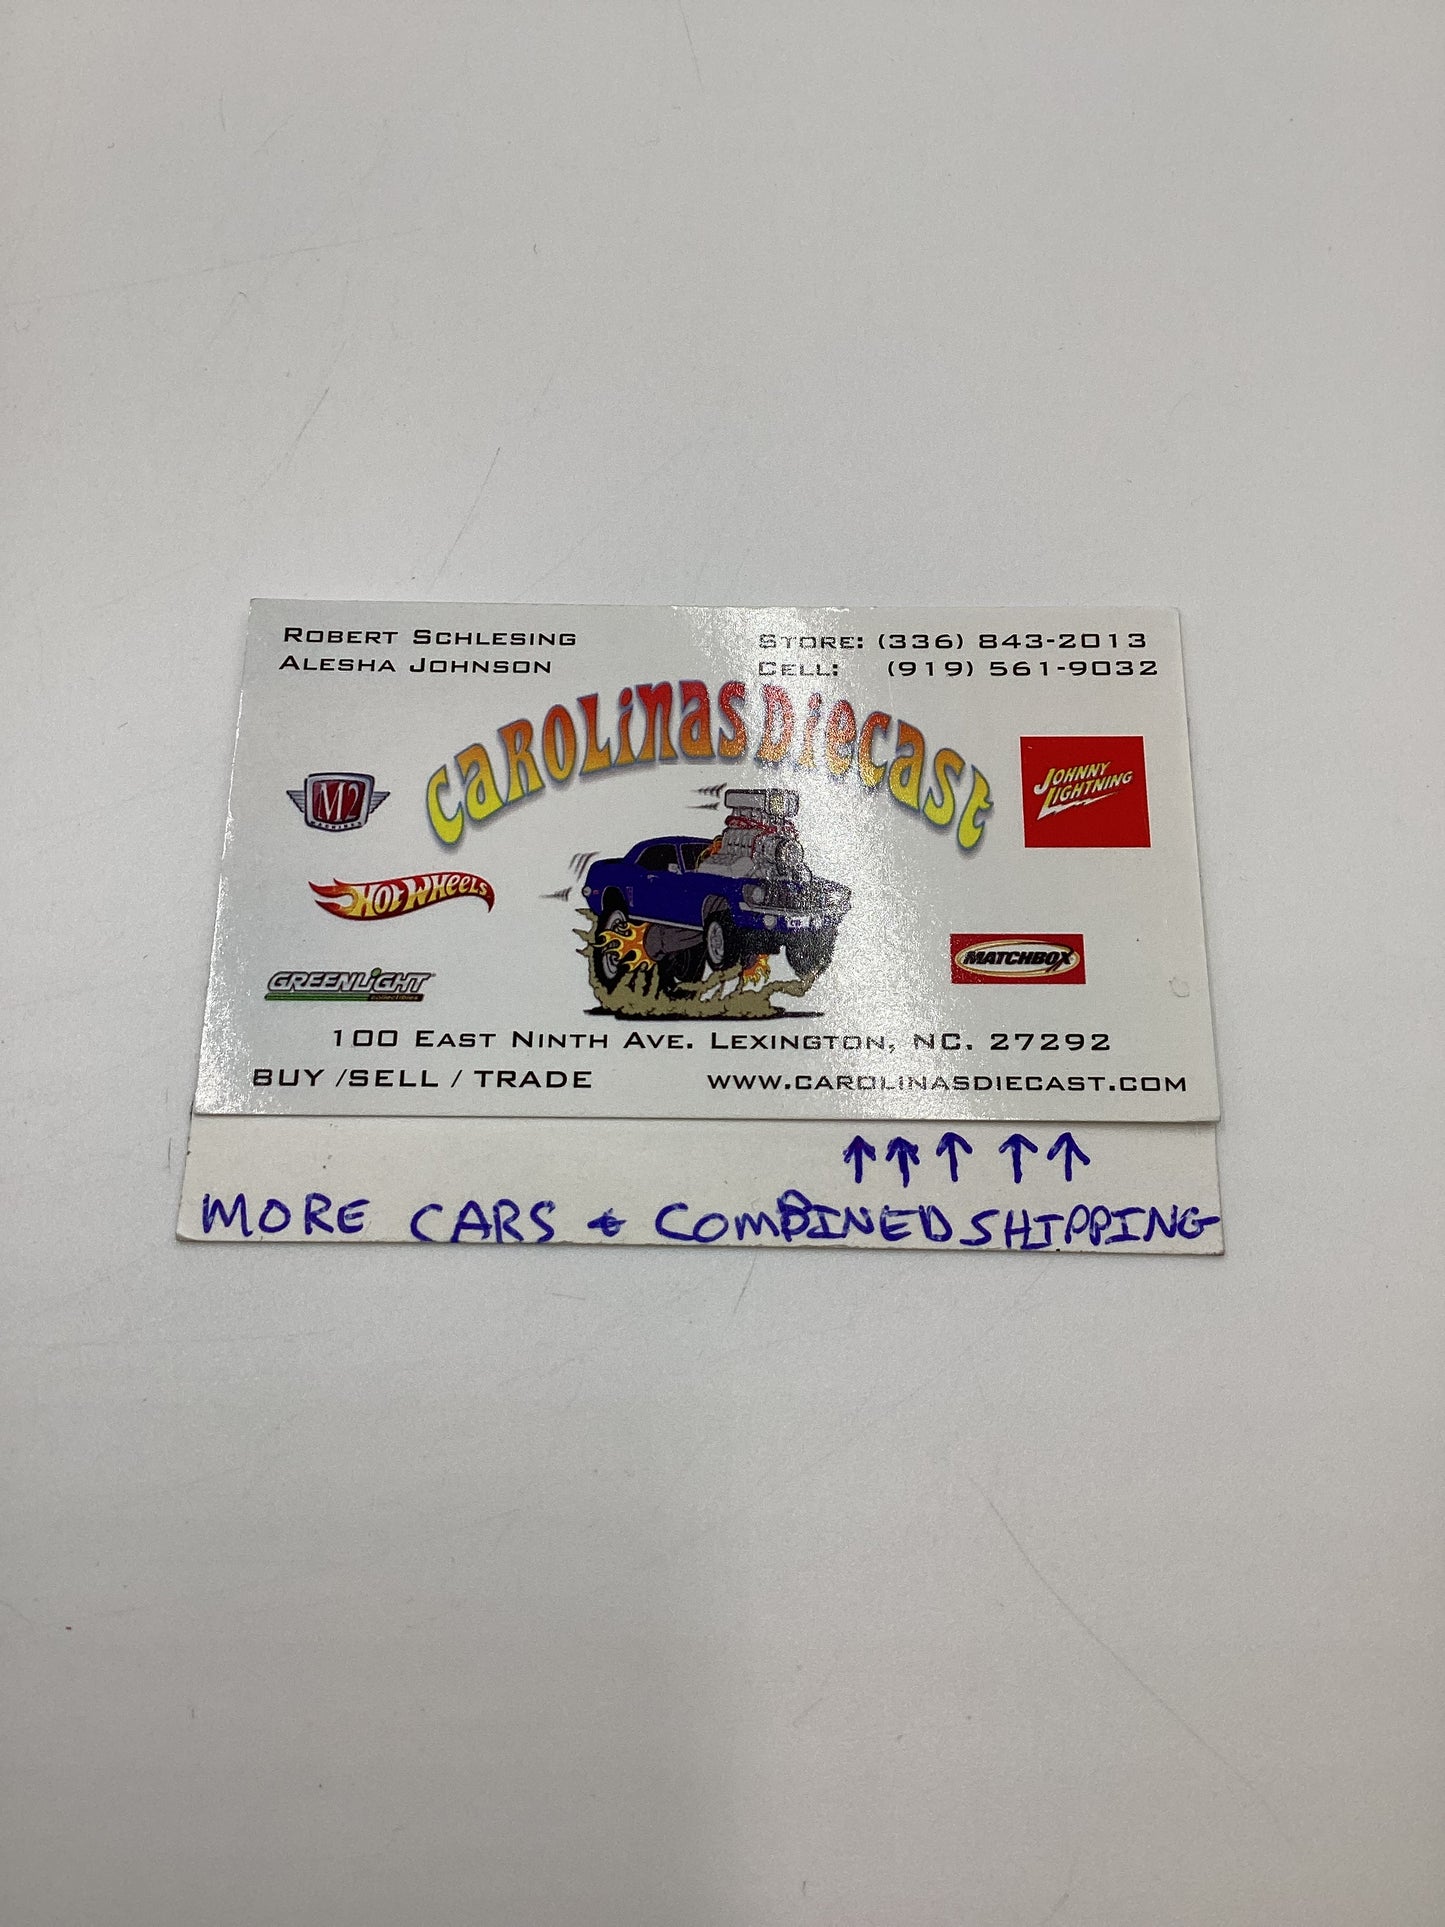 ROBERT SCHLESING
ALESHA JOHNSON
STORE: (336) 843-2013
CELL: (919) 561-9032
CAROLINAS DIECAST
M2
MACHINES
JOHNNY
LIGHTNING
HOT WHEELS
MATCHBOX
GREENLIGHT
collectibles
100 EAST NINTH AVE. LEXINGTON, NC. 27292
BUY /SELL / TRADE
WWW.CAROLINASDIECAST.COM
↑↑↑ ↑↑
MORE CARS + COMBINED SHIPPING